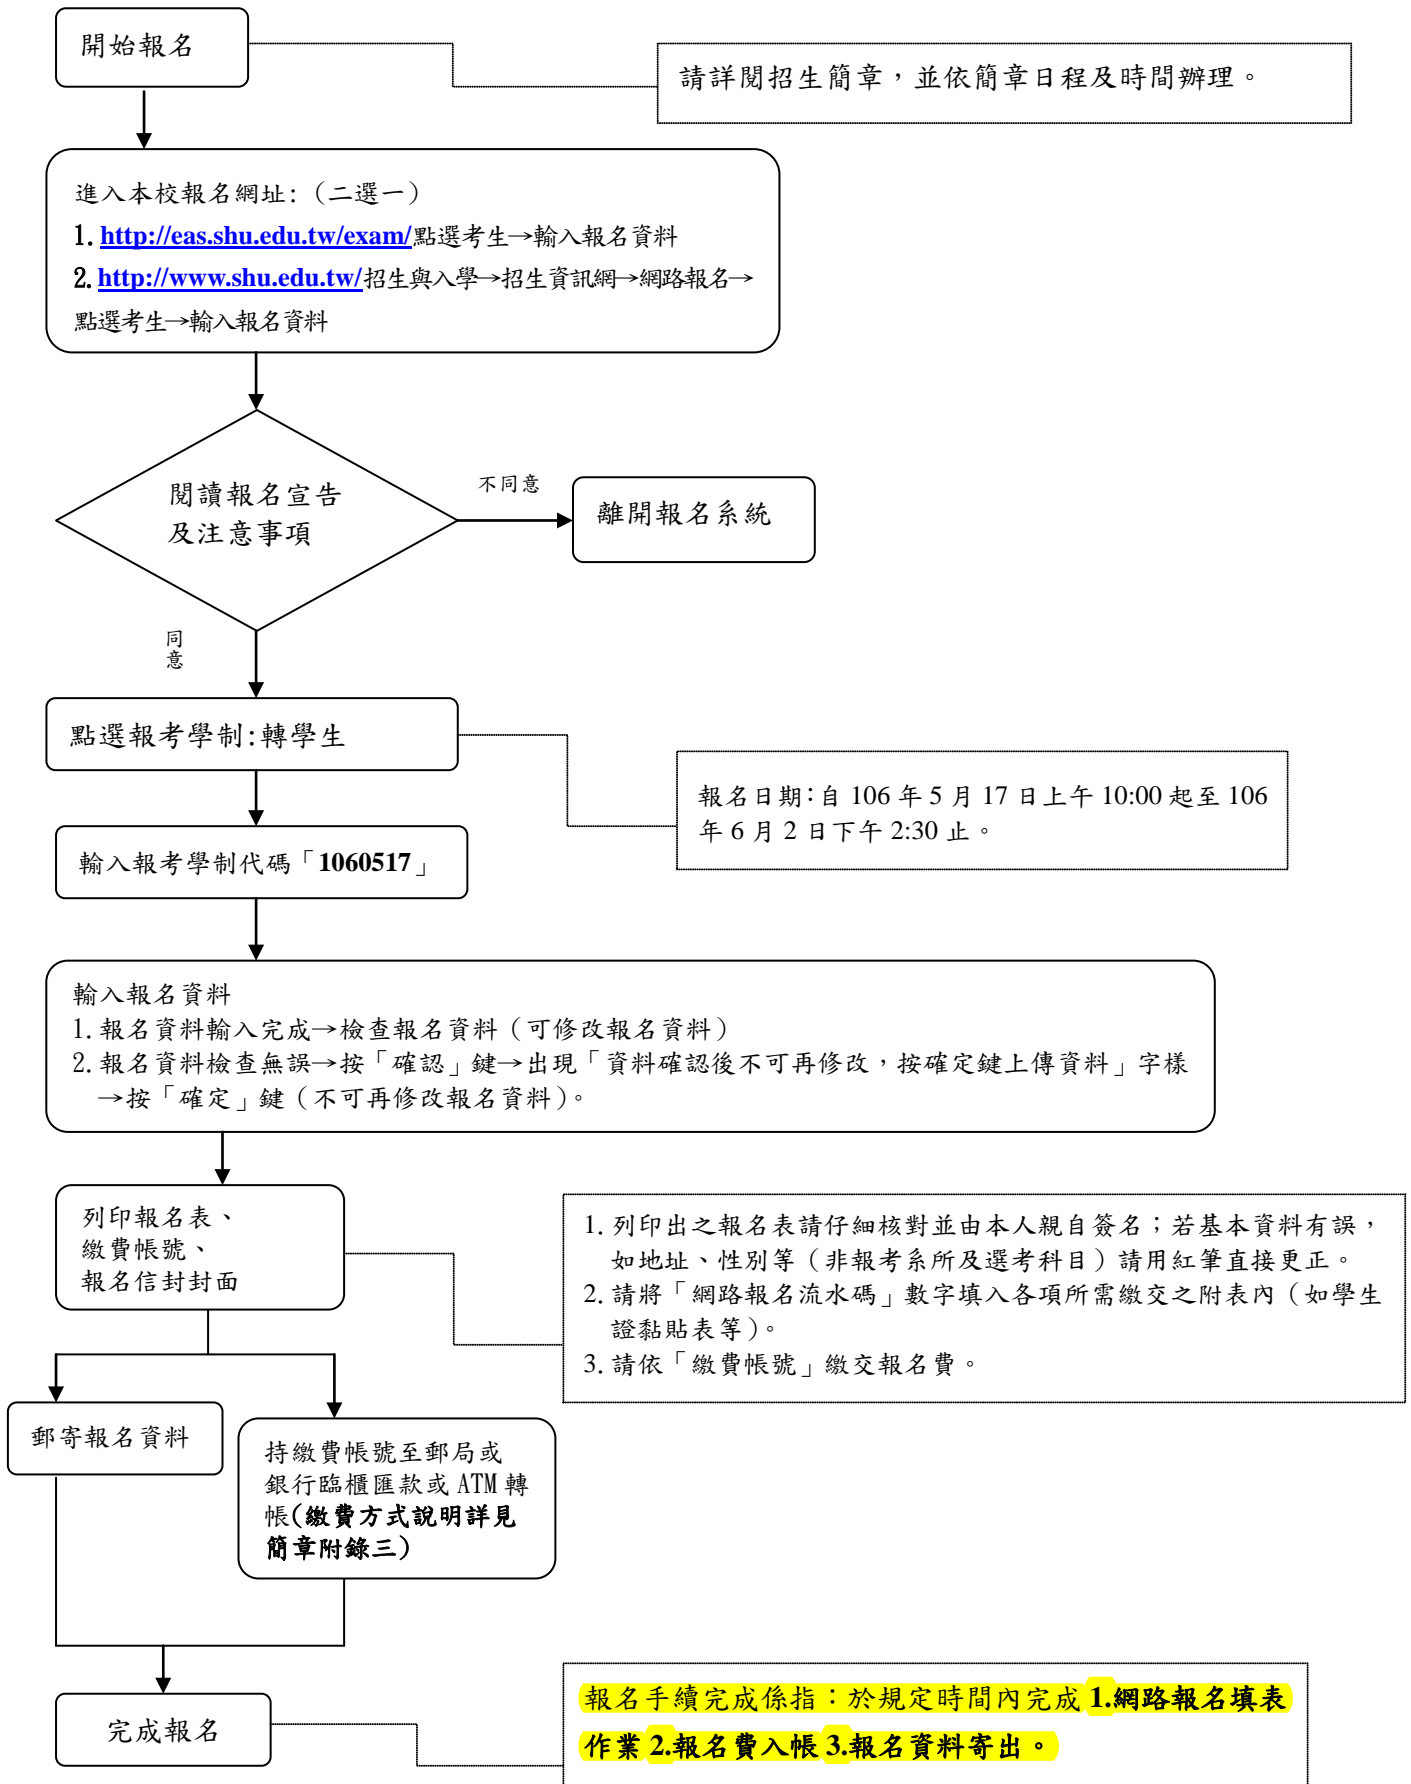 開始報名
請詳閱招生簡章，並依簡章日程及時間辦理。
進入本校報名網址:（二選一）
1. http://eas.shu.edu.tw/exam/點選考生→輸入報名資料
2. http://www.shu.edu.tw/招生與入學→招生資訊網→網路報名→
點選考生→輸入報名資料
閱讀報名宣告
及注意事項
不同意
離開報名系統
同
意
點選報考學制:轉學生
報名日期:自 106 年 5 月 17 日上午 10:00 起至 106
年 6 月 2 日下午 2:30 止。
輸入報考學制代碼「1060517」
輸入報名資料
1. 報名資料輸入完成→檢查報名資料（可修改報名資料）
2. 報名資料檢查無誤→按「確認」鍵→出現「資料確認後不可再修改，按確定鍵上傳資料」字樣
→按「確定」鍵（不可再修改報名資料）。
列印報名表、
繳費帳號、
報名信封封面
1. 列印出之報名表請仔細核對並由本人親自簽名；若基本資料有誤，
如地址、性別等（非報考系所及選考科目）請用紅筆直接更正。
2. 請將「網路報名流水碼」數字填入各項所需繳交之附表內（如學生
證黏貼表等）。
3. 請依「繳費帳號」繳交報名費。
郵寄報名資料
持繳費帳號至郵局或
銀行臨櫃匯款或 ATM 轉
帳(繳費方式說明詳見
簡章附錄三)
完成報名
報名手續完成係指：於規定時間內完成 1.網路報名填表
作業 2.報名費入帳 3.報名資料寄出。